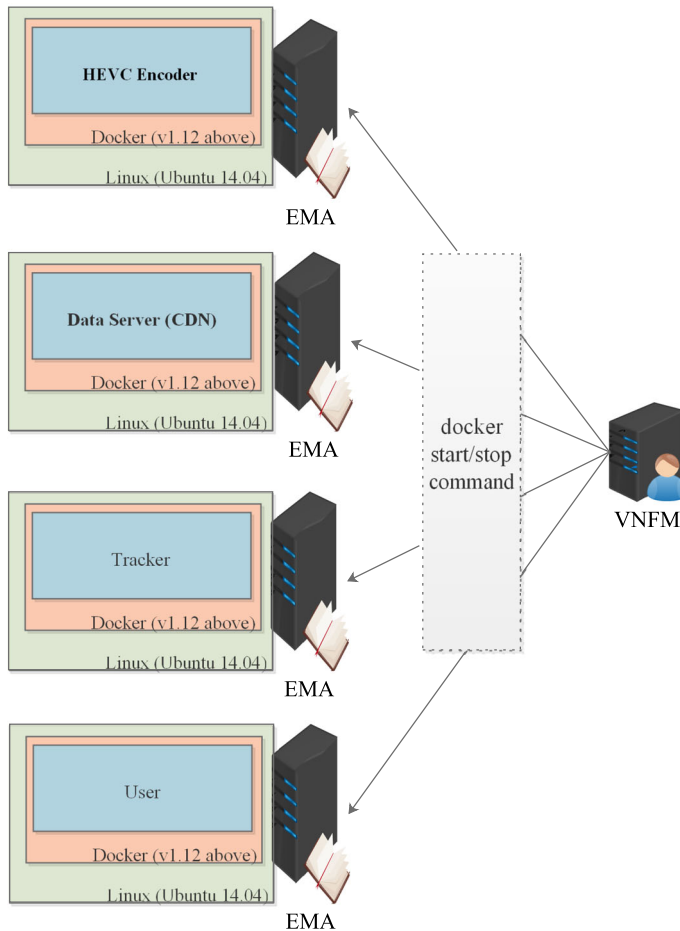 HEVC Encoder
Docker (v1.12 above)
Linux (Ubuntu 14.04)
EMA
Data Server (CDN)
Docker (v1.12 above)
Linux (Ubuntu 14.04)
EMA
docker
start/stop
command
VNFM
Tracker
Docker (v1.12 above)
Linux (Ubuntu 14.04)
EMA
User
Docker (v1.12 above)
Linux (Ubuntu 14.04)
EMA